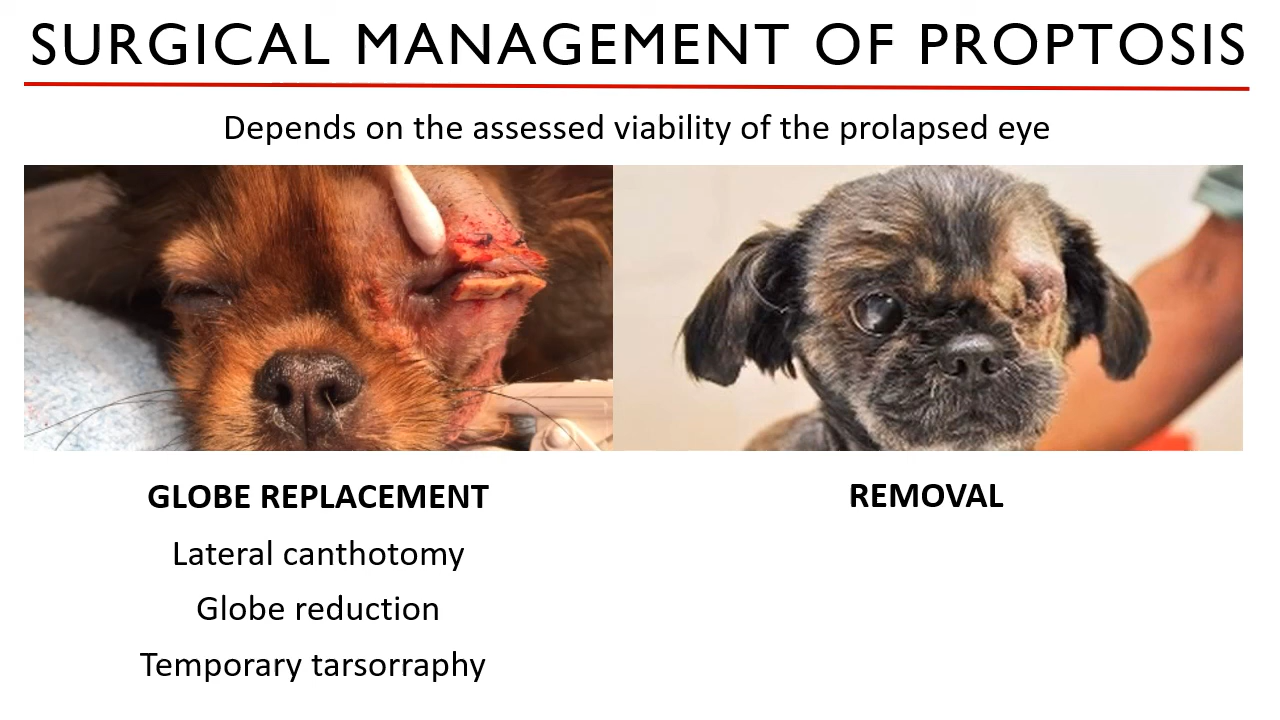 SURGICAL MANAGEMENT OF PROPTOSIS
Depends on the assessed viability of the prolapsed eye
GLOBE REPLACEMENT
REMOVAL
Lateral canthotomy
Globe reduction
Temporary tarsorraphy